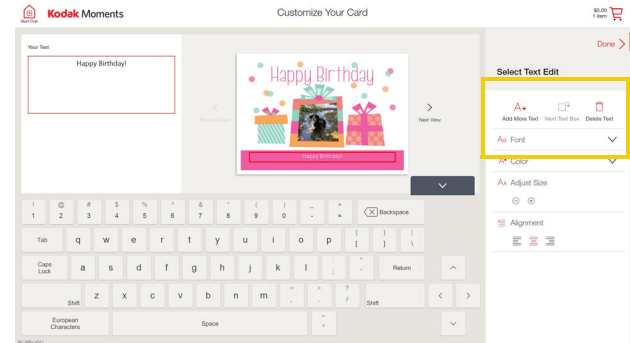 Start Over
Kodak Moments
Customize Your Card
$0.00
1 item
Done
Your Text
Happy Birthday!
Happy Birthday
Happy Birthday!
Previous View
Next View
Select Text Edit
Add More Text
Next Text Box
Delete Text
Font
Color
Adjust Size
Alignment
! @ # $ % ^ & * ( ) _ +
1 2 3 4 5 6 7 8 9 0 - = Backspace
Tab q w e r t y u i o p { [ } ] | \
Caps Lock a s d f g h j k l : ; Return
Shift z x c v b n m ? / Shift
European Characters
Space